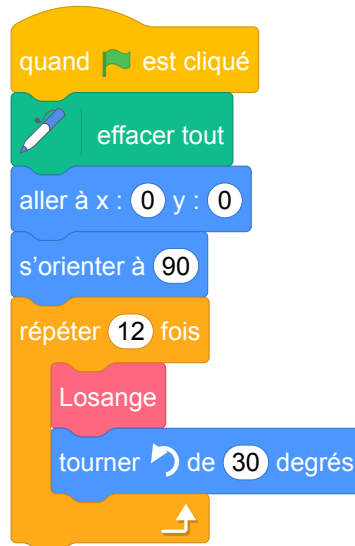 quand est cliqué
effacer tout
aller à x : 0 y : 0
s'orienter à 90
répéter 12 fois
Losange
tourner de 30 degrés